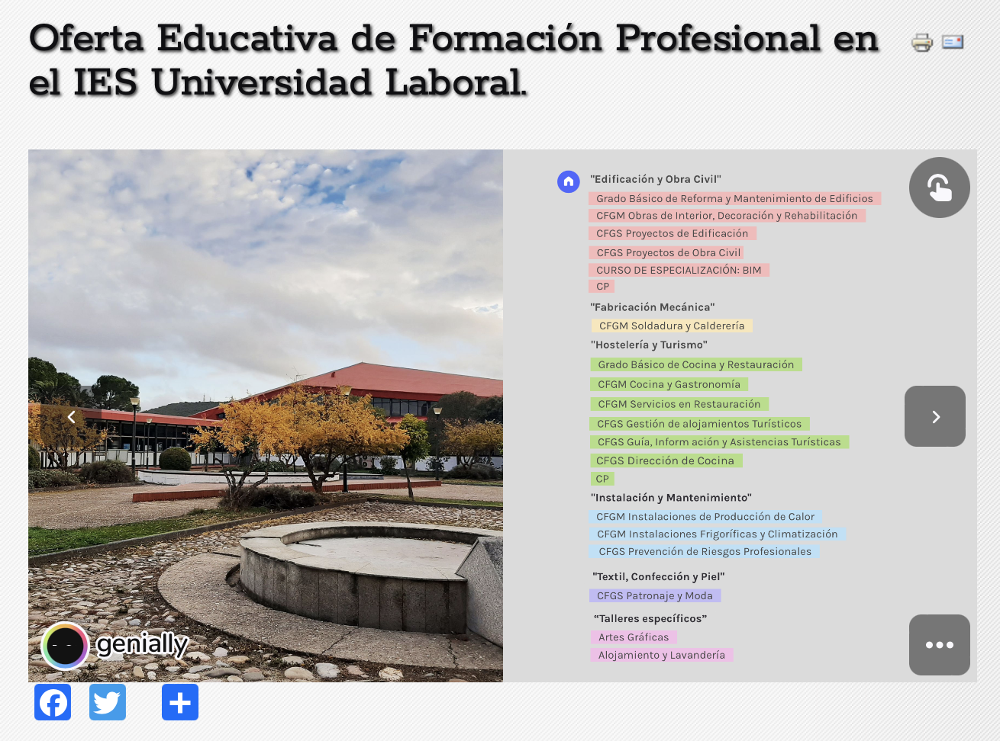 Oferta Educativa de Formación Profesional en
el IES Universidad Laboral.
"Edificación y Obra Civil"
Grado Básico de Reforma y Mantenimiento de Edificios
CFGM Obras de Interior, Decoración y Rehabilitación
CFGS Proyectos de Edificación
CFGS Proyectos de Obra Civil
CURSO DE ESPECIALIZACIÓN: BIM
CP
"Fabricación Mecánica"
CFGM Soldadura y Calderería
"Hostelería y Turismo"
Grado Básico de Cocina y Restauración
CFGM Cocina y Gastronomía
CFGM Servicios en Restauración
CFGS Gestión de alojamientos Turísticos
CFGS Guía, Inform ación y Asistencias Turísticas
CFGS Dirección de Cocina
CP
"Instalación y Mantenimiento"
CFGM Instalaciones de Producción de Calor
CFGM Instalaciones Frigoríficas y Climatización
CFGS Prevención de Riesgos Profesionales
"Textil, Confección y Piel"
CFGS Patronaje y Moda
“Talleres específicos”
Artes Gráficas
Alojamiento y Lavandería
genially